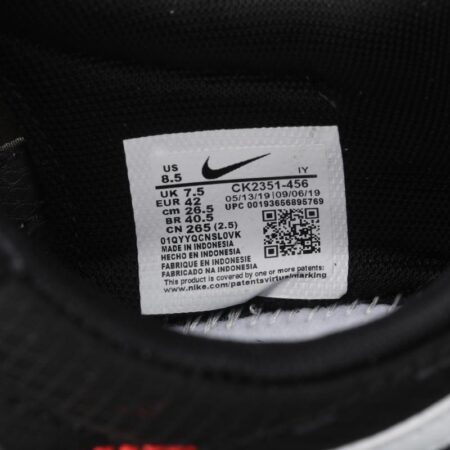 US
8.5
IY
UK 7.5
EUR 42
cm 26.5
BR 40.5
CN 265 (2.5)
CK2351-456
05/13/19 | 09/06/19
UPC 00193656895769
01QYYQCNSL0VK
MADE IN INDONESIA
HECHO EN INDONESIA
FABRIQUE EN INDONESIE
FABRICADO NA INDONESIA
This product is covered by one or more patents:
www.nike.com/patentsvirtus/marking